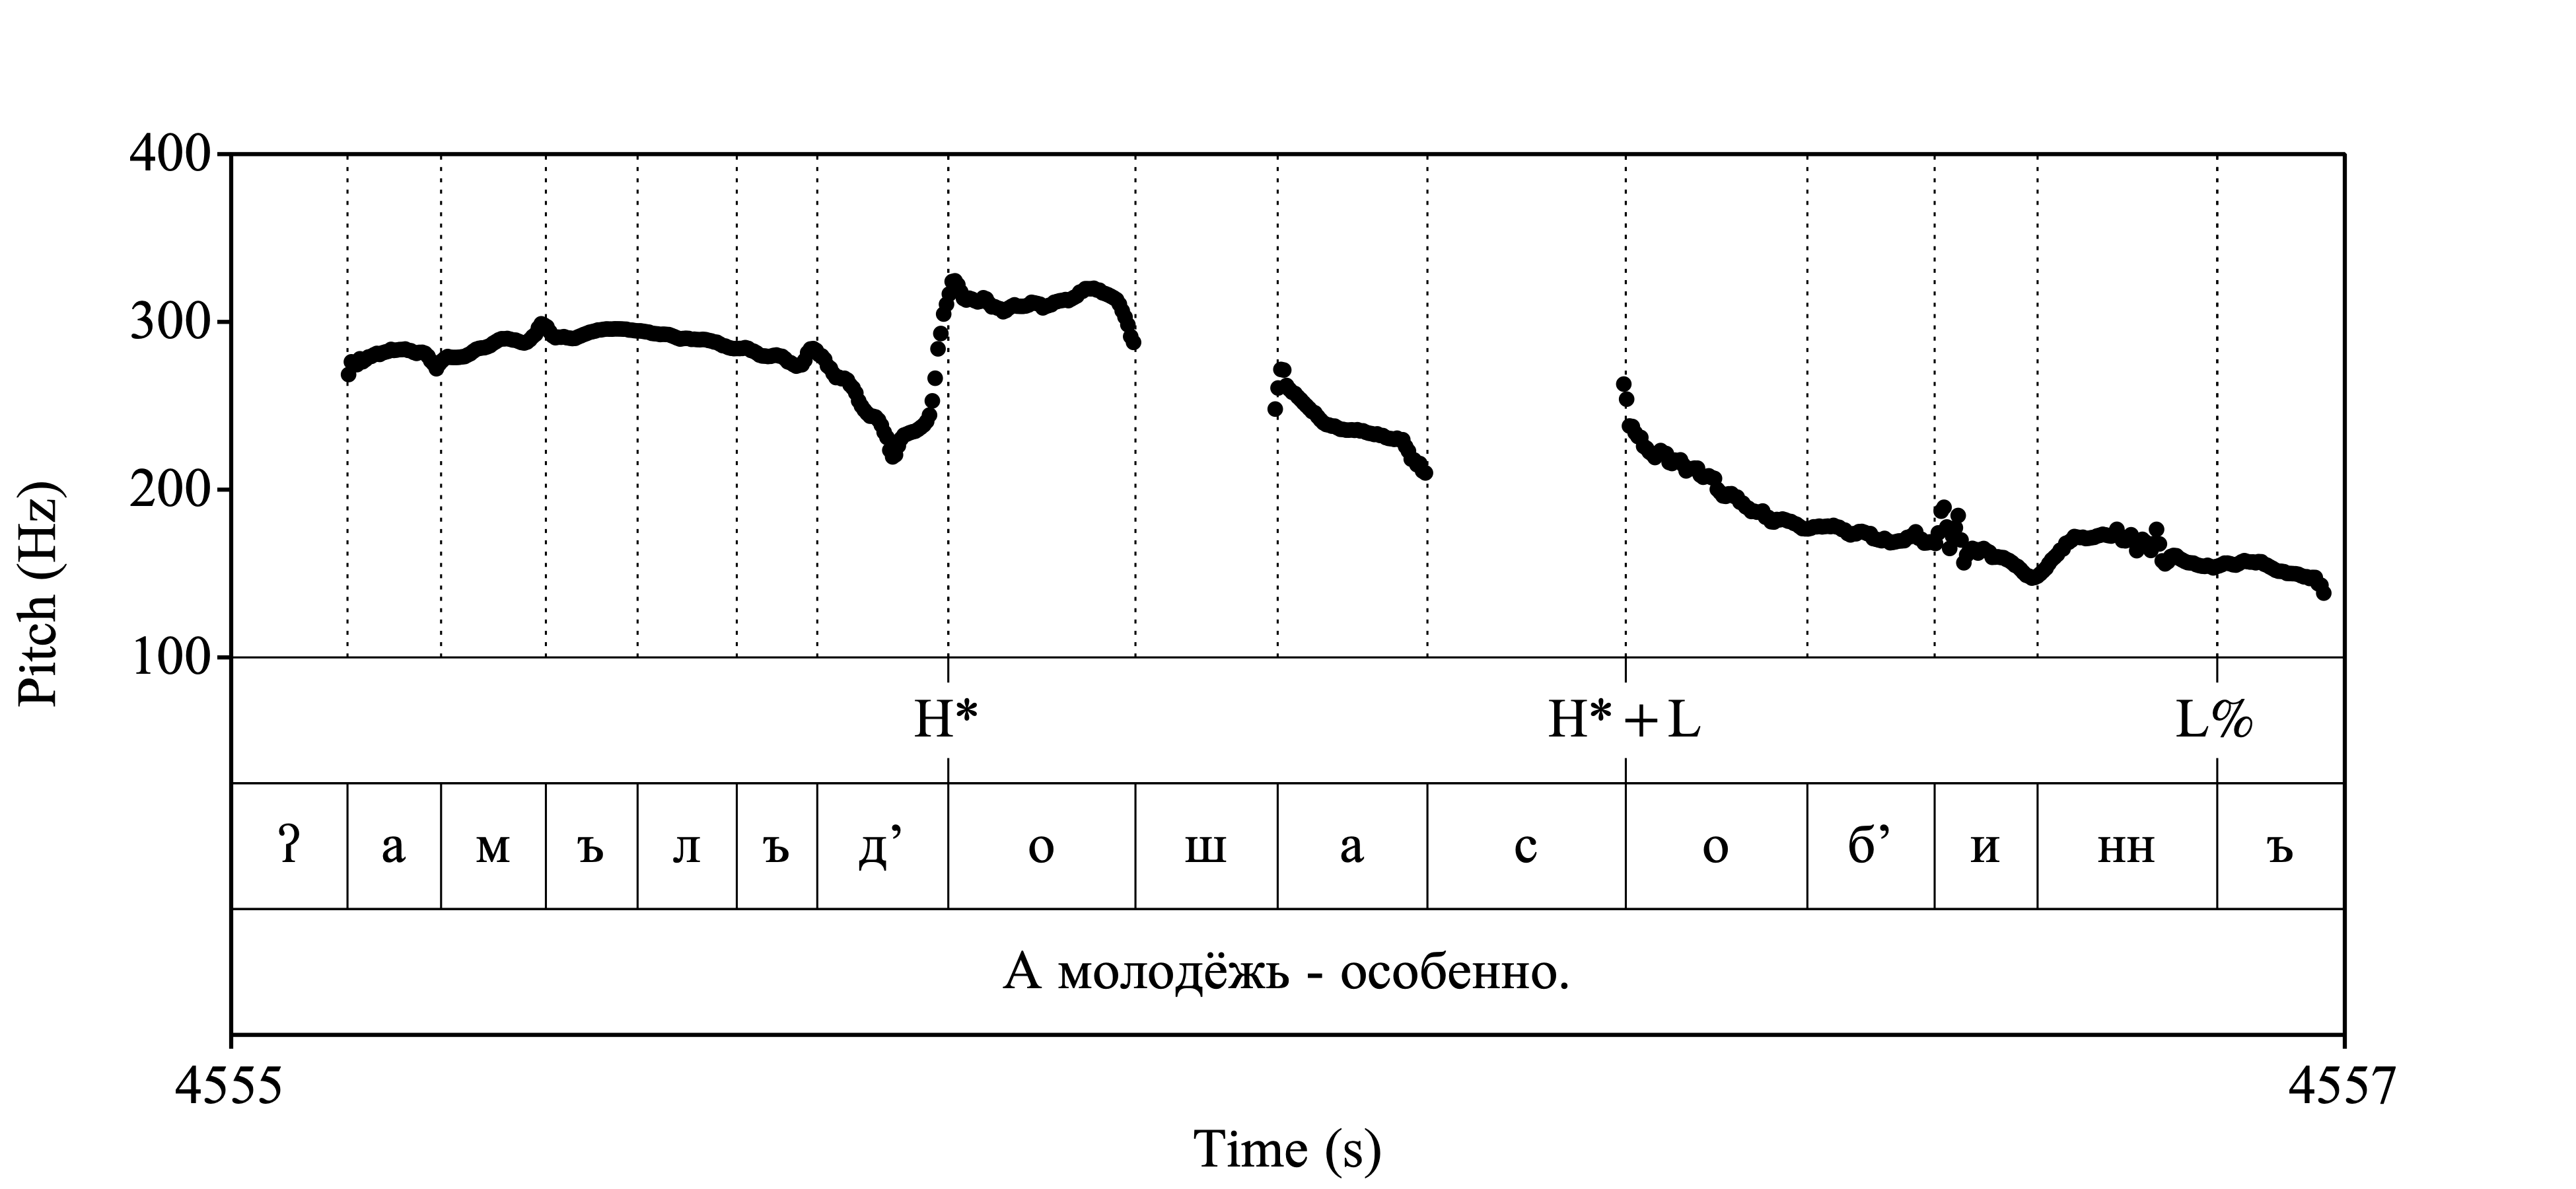 400
300
200
100
Pitch (Hz)
H* H* + L L%
ʔ а м ъ л ъ д’ о ш а с о б’ и нн ъ
А молодёжь - особенно.
4555 4557
Time (s)